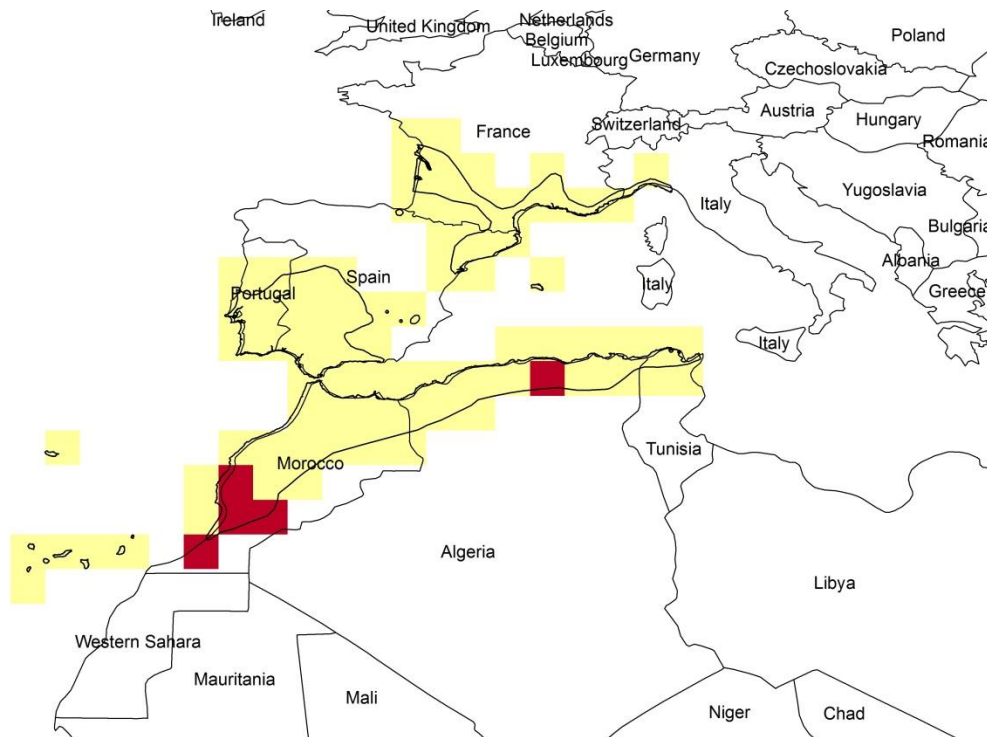 Ireland
United Kingdom
Netherlands
Belgium
Luxembourg
Germany
Poland
Czechoslovakia
France
Switzerland
Austria
Hungary
Romania
Yugoslavia
Italy
Bulgaria
Albania
Greece
Spain
Portugal
Italy
Italy
Morocco
Tunisia
Algeria
Libya
Western Sahara
Mauritania
Mali
Niger
Chad